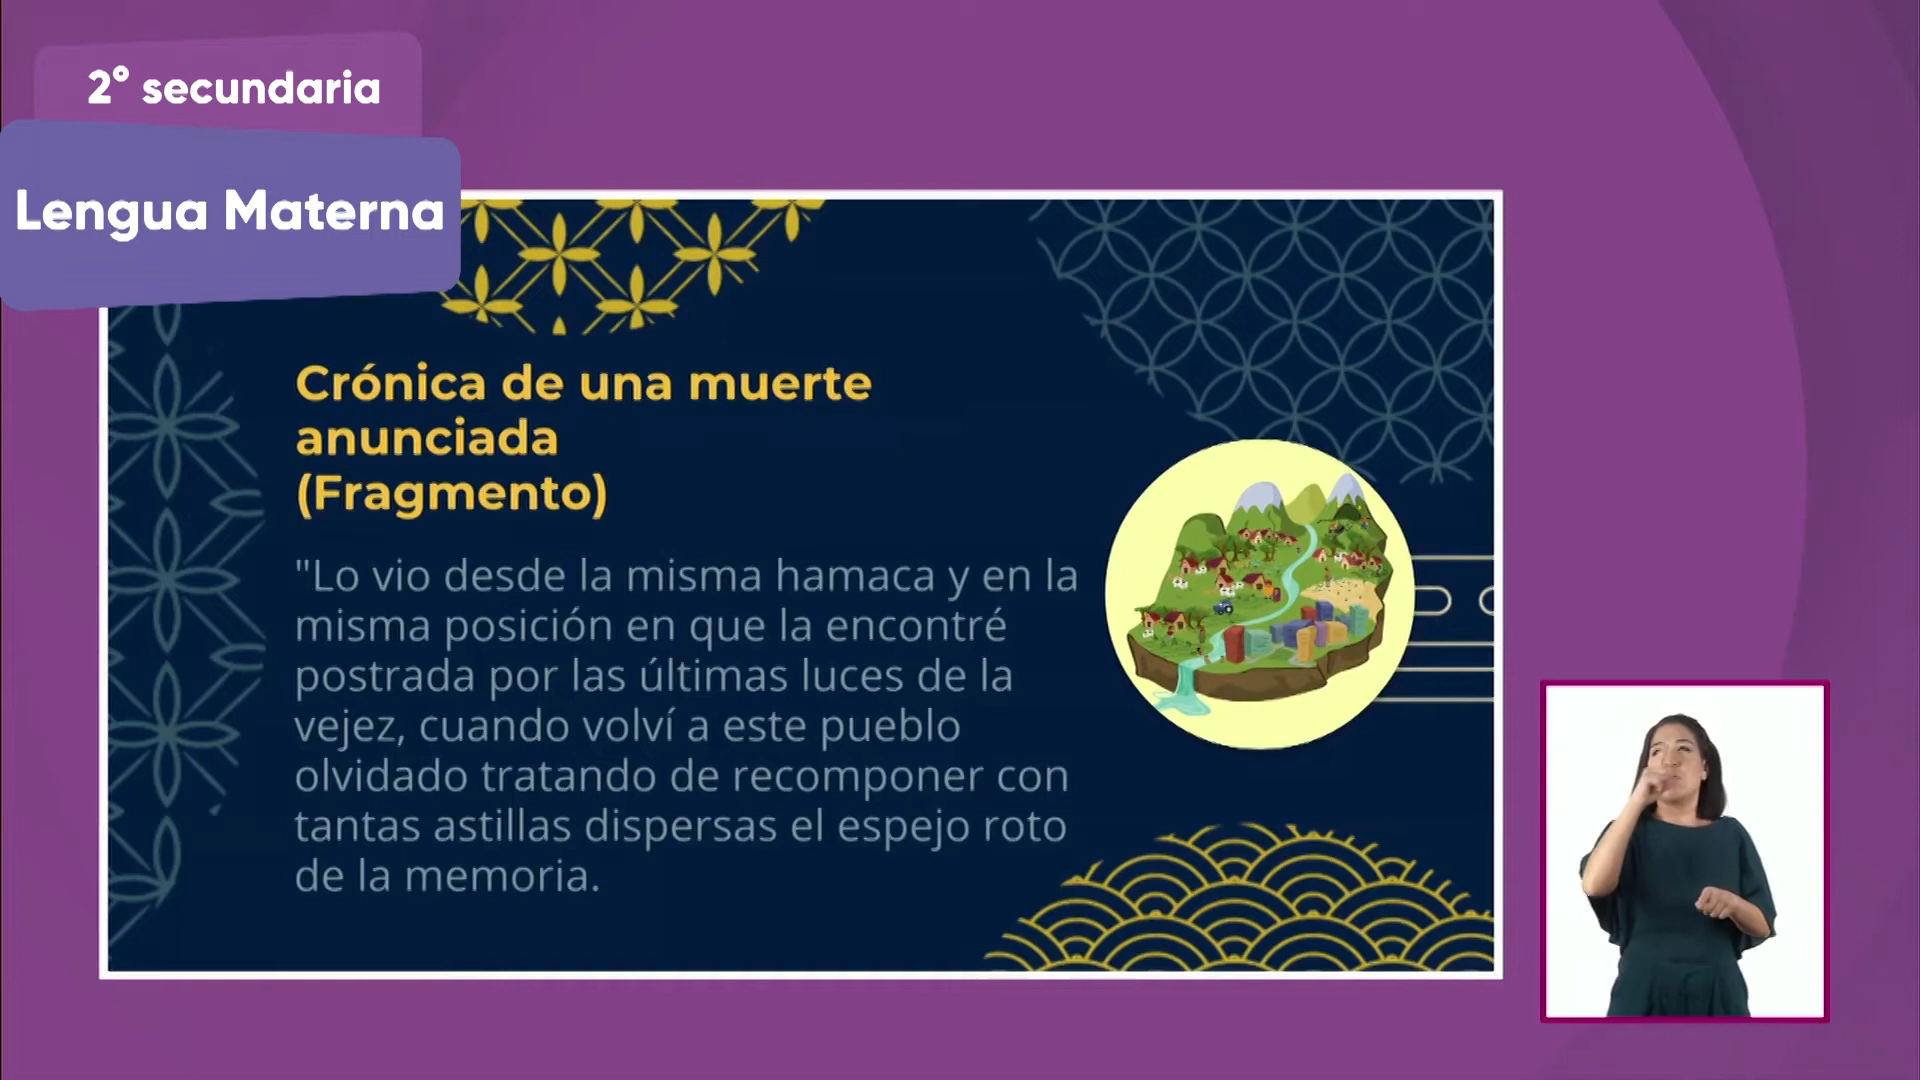 2° secundaria
Lengua Materna
Crónica de una muerte
anunciada
(Fragmento)
"Lo vio desde la misma hamaca y en la
misma posición en que la encontré
postrada por las últimas luces de la
vejez, cuando volví a este pueblo
olvidado tratando de recomponer con
tantas astillas dispersas el espejo roto
de la memoria.